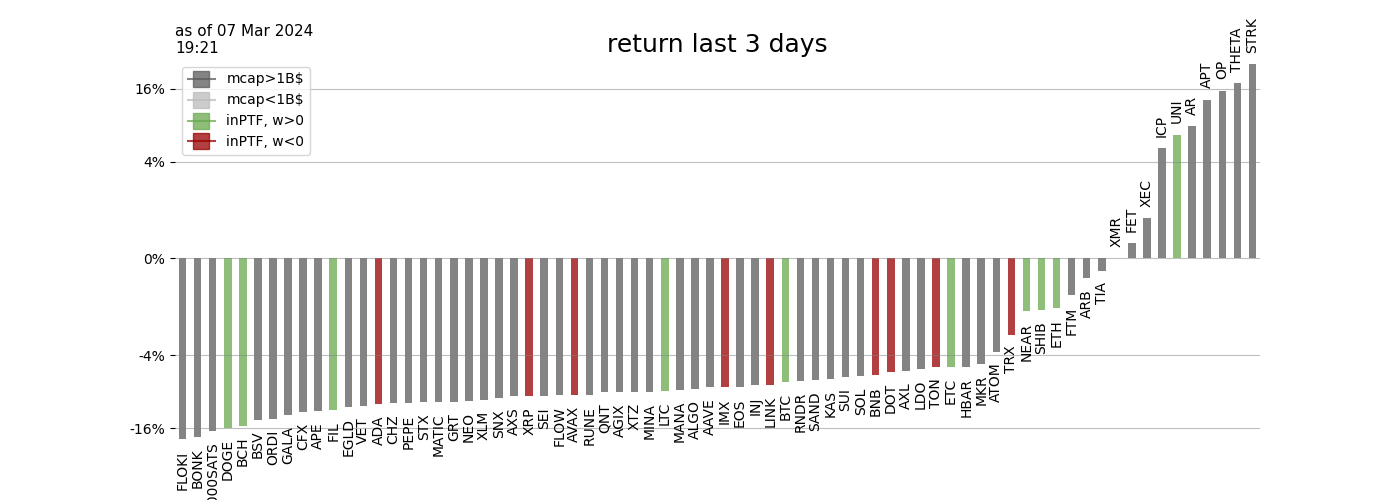 as of 07 Mar 2024
19:21
return last 3 days
mcap>1B$
mcap<1B$
inPTF, w>0
inPTF, w<0
16%
4%
0%
-4%
-16%
FLOKI
BONK
000SATS
DOGE
BCH
BSV
ORDI
GALA
CFX
APE
FIL
EGLD
VET
ADA
CHZ
PEPE
STX
MATIC
GRT
NEO
XLM
SNX
AXS
XRP
SEI
FLOW
AVAX
RUNE
QNT
AGIX
XTZ
MINA
LTC
MANA
ALGO
AAVE
IMX
EOS
INJ
LINK
BTC
RNDR
SAND
KAS
SUI
SOL
BNB
DOT
AXL
LDO
TON
ETC
HBAR
MKR
ATOM
TRX
NEAR
SHIB
ETH
FTM
ARB
TIA
XMR
FET
XEC
ICP
UNI
AR
APT
OP
THETA
STRK